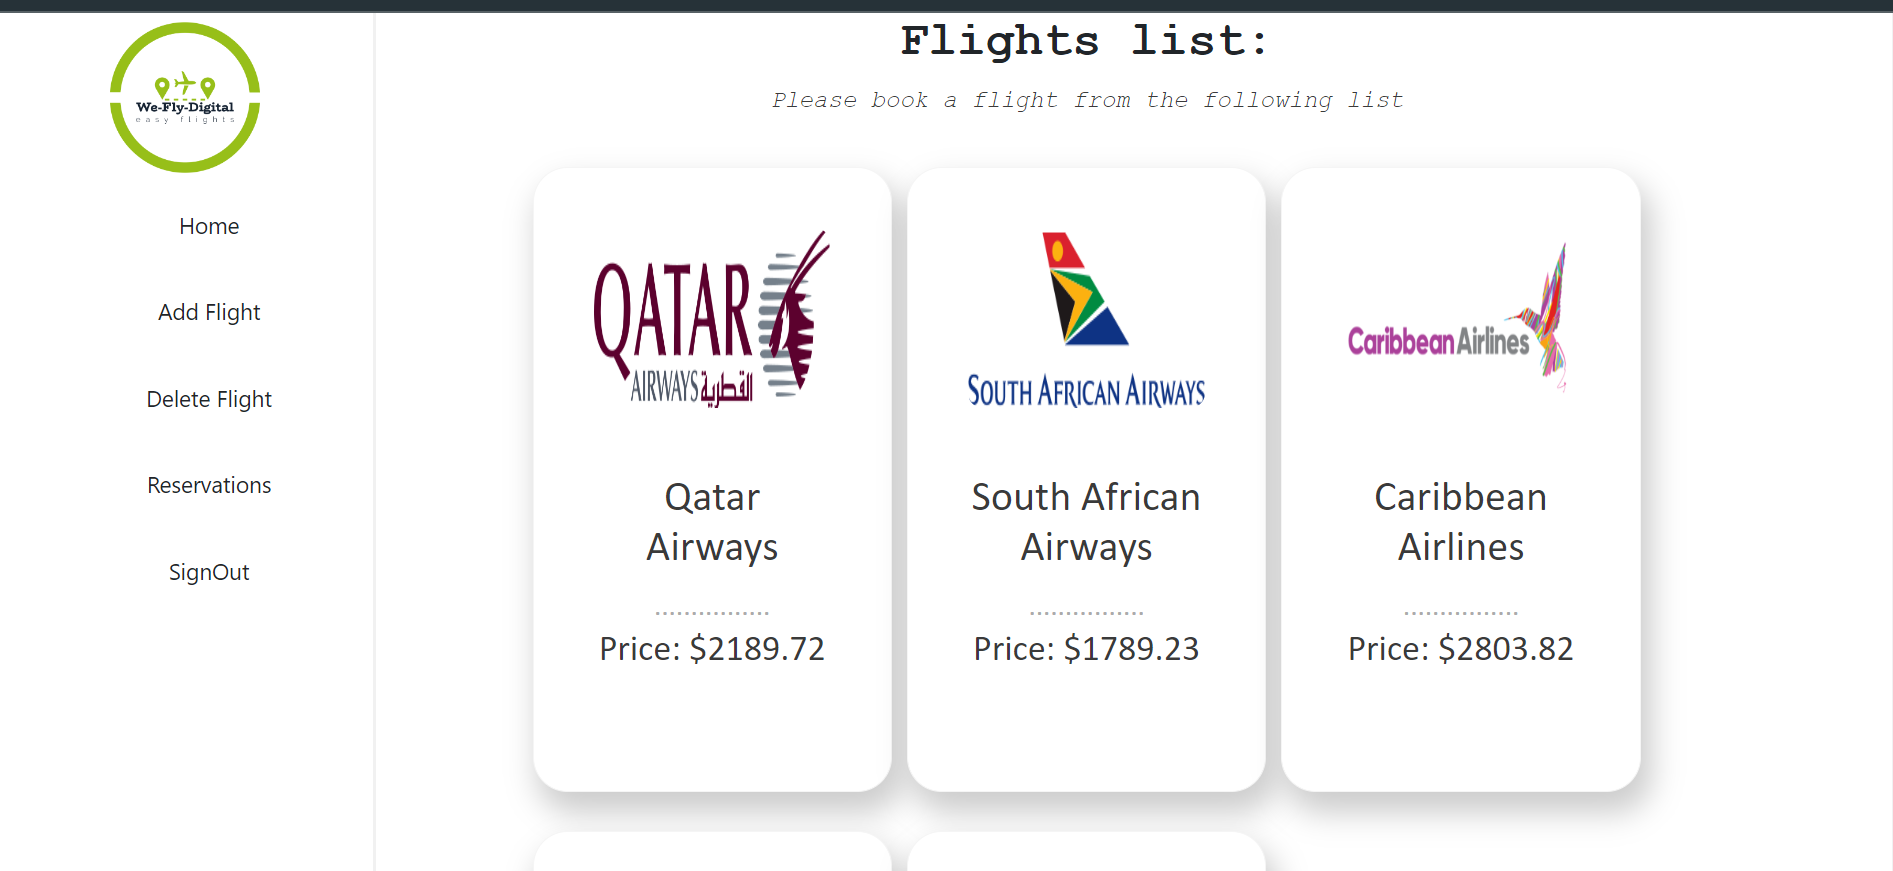 We-Fly-Digital
easy flights
Home
Add Flight
Delete Flight
Reservations
SignOut
Flights list:
Please book a flight from the following list
QATAR
AIRWAYS القطرية
Qatar
Airways
................
Price: $2189.72
SOUTH AFRICAN AIRWAYS
South African
Airways
................
Price: $1789.23
Caribbean Airlines
Caribbean
Airlines
................
Price: $2803.82